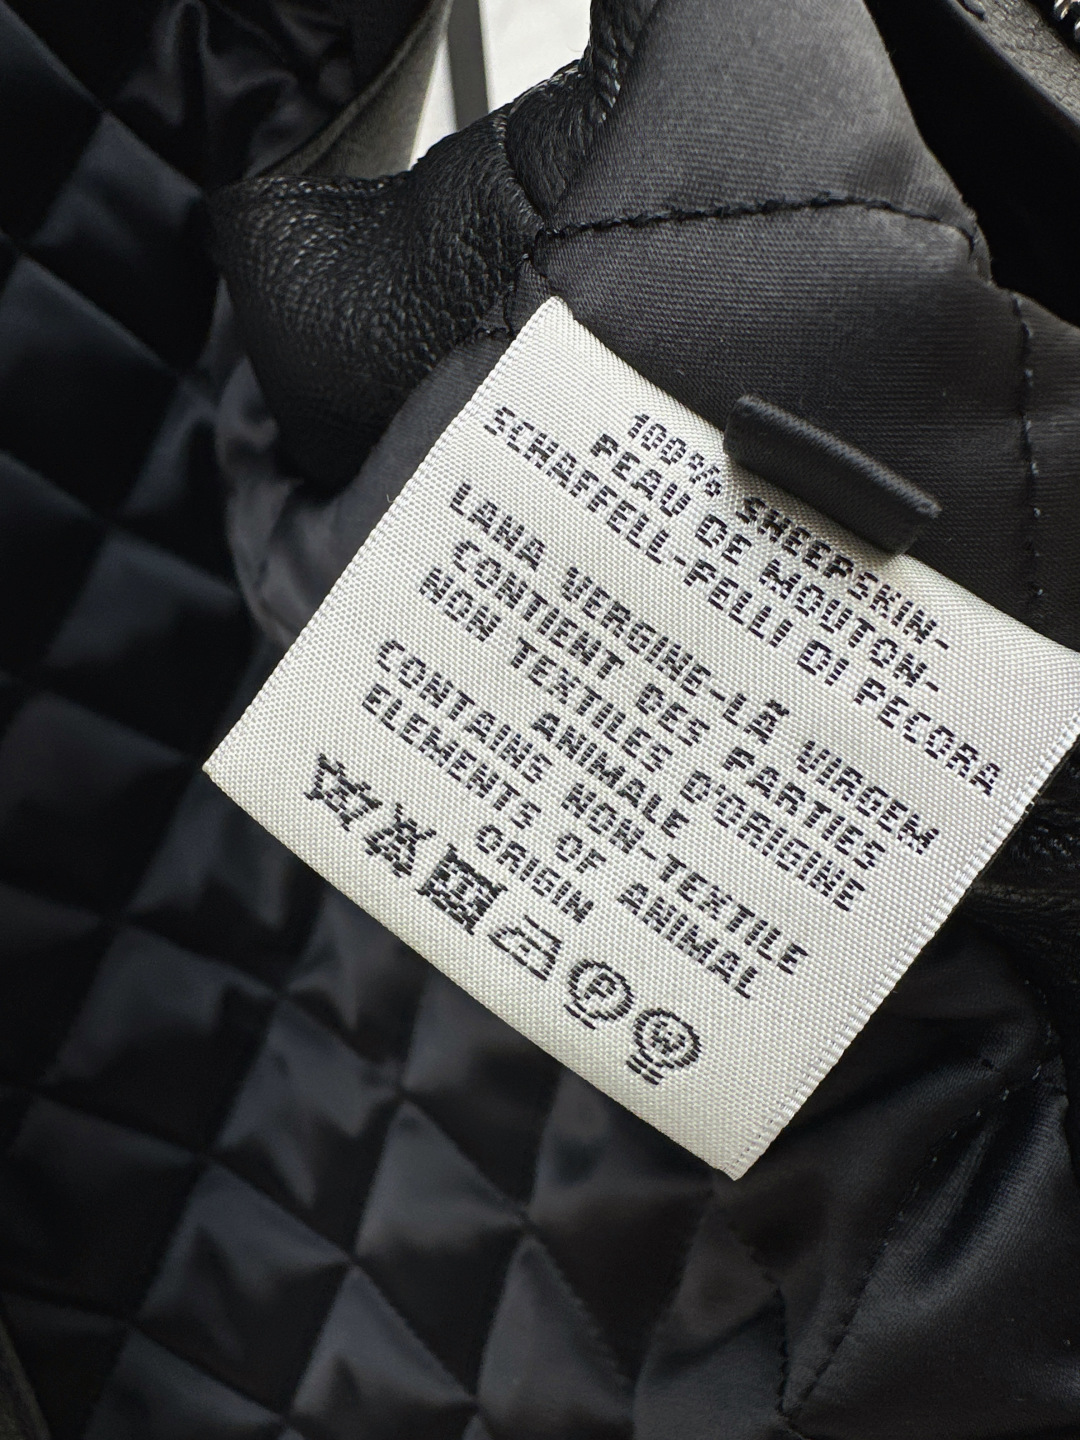 100% SHEEPSKIN-
PEAU DE MOUTON-
SCHAFFELL-PELLI DI PECORA
LANA VERGINE-LÃ VIRGEM
CONTIENT DES PARTIES
NON TEXTILES D'ORIGINE
ANIMALE
CONTAINS NON-TEXTILE
ELEMENTS OF ANIMAL
ORIGIN
P W